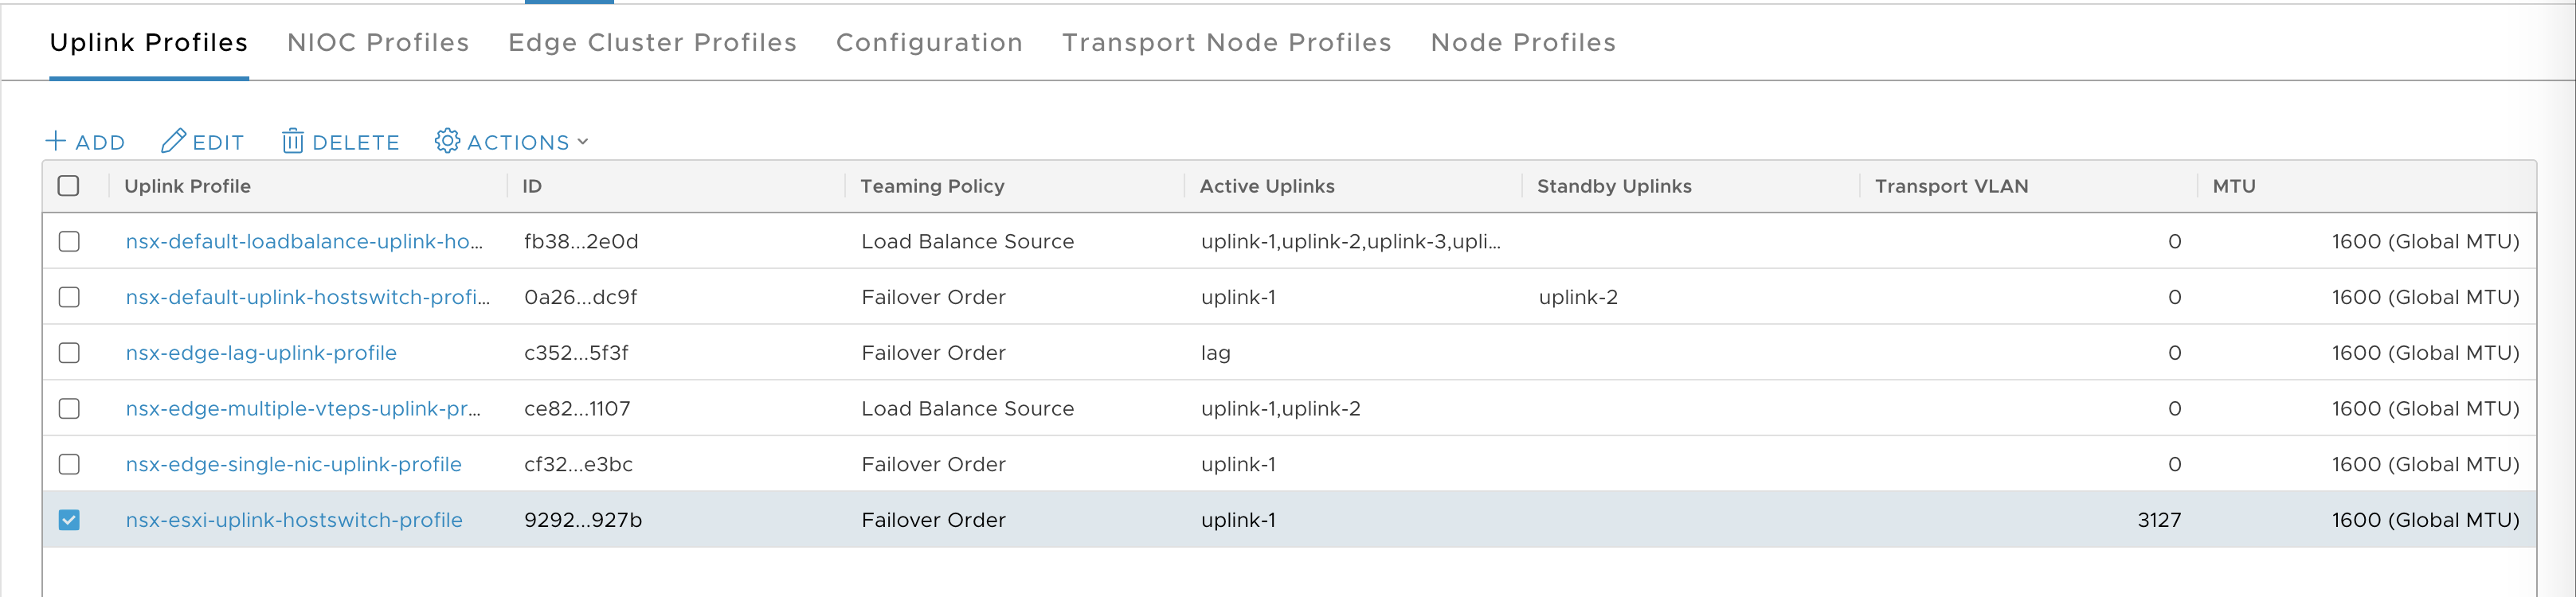 Uplink Profiles NIOC Profiles Edge Cluster Profiles Configuration Transport Node Profiles Node Profiles
+ ADD EDIT DELETE ACTIONS
Uplink Profile ID Teaming Policy Active Uplinks Standby Uplinks Transport VLAN MTU
nsx-default-loadbalance-uplink-ho... fb38...2e0d Load Balance Source uplink-1,uplink-2,uplink-3,upli... 0 1600 (Global MTU)
nsx-default-uplink-hostswitch-profi... 0a26...dc9f Failover Order uplink-1 uplink-2 0 1600 (Global MTU)
nsx-edge-lag-uplink-profile c352...5f3f Failover Order lag 0 1600 (Global MTU)
nsx-edge-multiple-vteps-uplink-pr... ce82...1107 Load Balance Source uplink-1,uplink-2 0 1600 (Global MTU)
nsx-edge-single-nic-uplink-profile cf32...e3bc Failover Order uplink-1 0 1600 (Global MTU)
nsx-esxi-uplink-hostswitch-profile 9292...927b Failover Order uplink-1 3127 1600 (Global MTU)